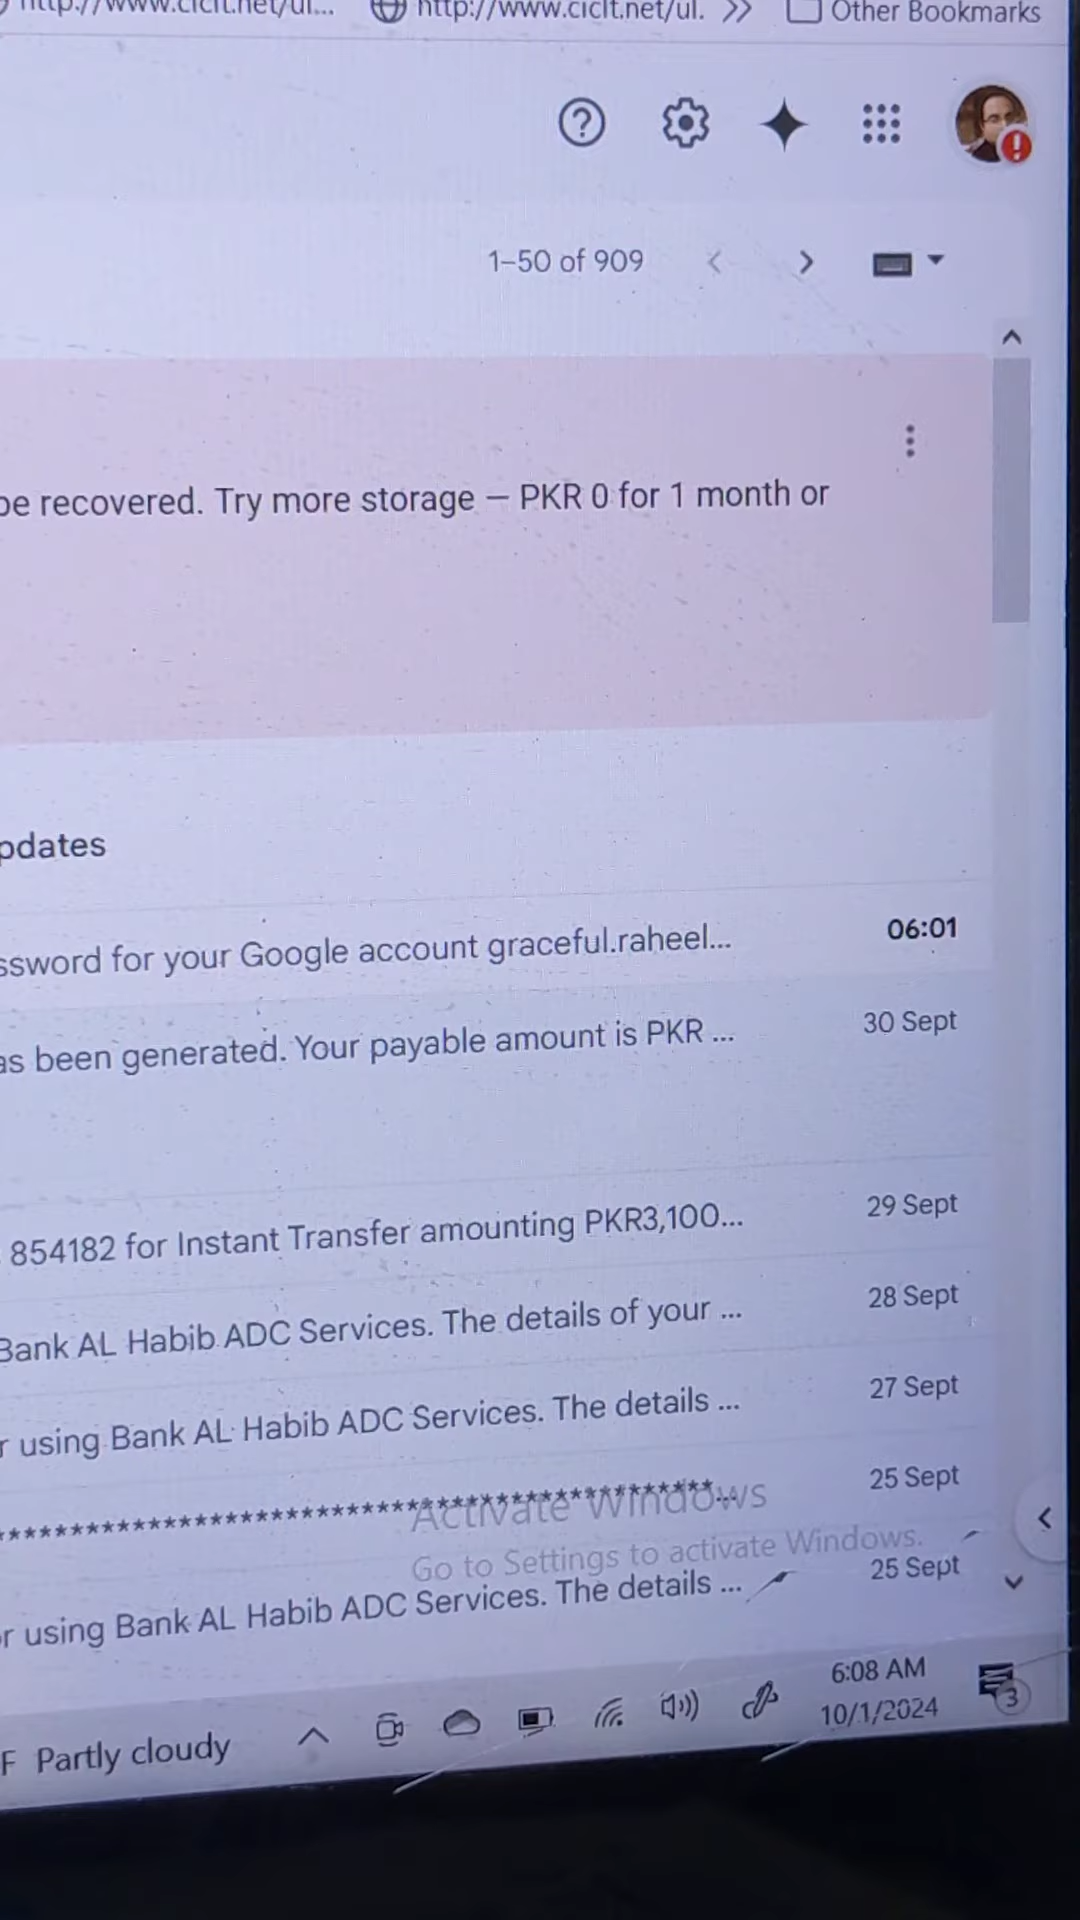 http://www.ciclt.net/ul... http://www.ciclt.net/ul. >> Other Bookmarks
1–50 of 909
be recovered. Try more storage – PKR 0 for 1 month or
pdates
ssword for your Google account graceful.raheel... 06:01
as been generated. Your payable amount is PKR ... 30 Sept
854182 for Instant Transfer amounting PKR3,100... 29 Sept
Bank AL Habib ADC Services. The details of your ... 28 Sept
r using Bank AL Habib ADC Services. The details ... 27 Sept
25 Sept
Activate Windows
Go to Settings to activate Windows.
or using Bank AL Habib ADC Services. The details ... 25 Sept
6:08 AM
F Partly cloudy 10/1/2024 3